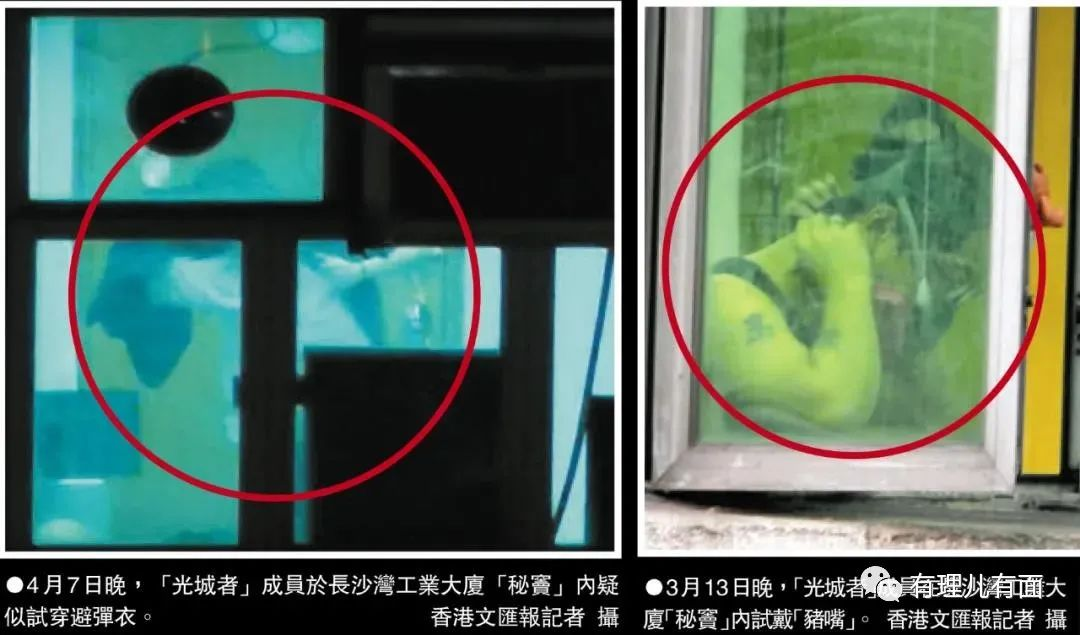 ●4月7日晚，「光城者」成員於長沙灣工業大廈「秘竇」內疑
似試穿避彈衣。 香港文匯報記者 攝
●3月13日晚，「光城者」 大
廈「秘竇」內試戴「豬嘴」。 香港文匯報記者 攝
有理儿有面